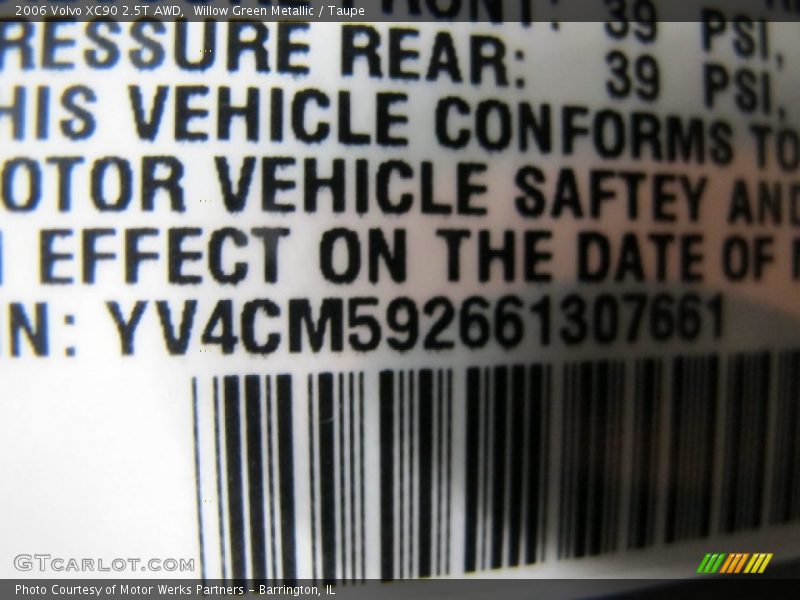 2006 Volvo XC90 2.5T AWD, Willow Green Metallic / Taupe
FRONT: 39 PSI,
RESSURE REAR: 39 PSI,
HIS VEHICLE CONFORMS TO
OTOR VEHICLE SAFTEY AND
EFFECT ON THE DATE OF
IN: YV4CM592661307661
GTCARLOT.COM
Photo Courtesy of Motor Werks Partners - Barrington, IL